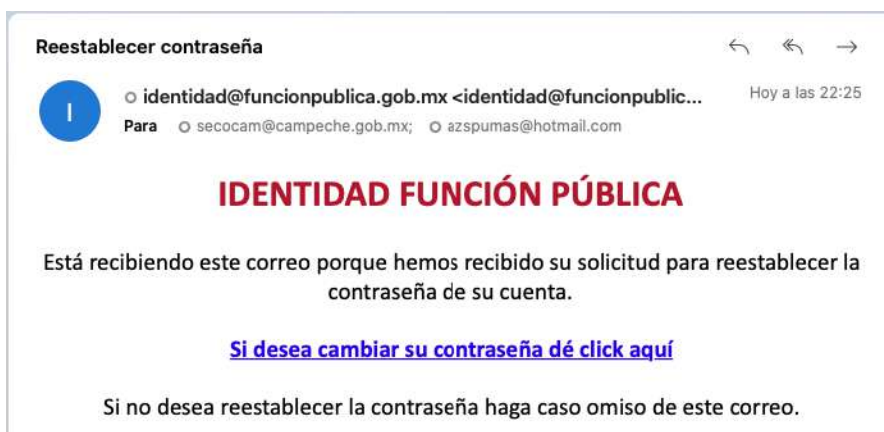 Reestablecer contraseña
I
identidad@funcionpublica.gob.mx <identidad@funcionpublic...
Hoy a las 22:25
Para secocam@campeche.gob.mx; azspumas@hotmail.com
IDENTIDAD FUNCIÓN PÚBLICA
Está recibiendo este correo porque hemos recibido su solicitud para reestablecer la
contraseña de su cuenta.
Si desea cambiar su contraseña dé click aquí
Si no desea reestablecer la contraseña haga caso omiso de este correo.